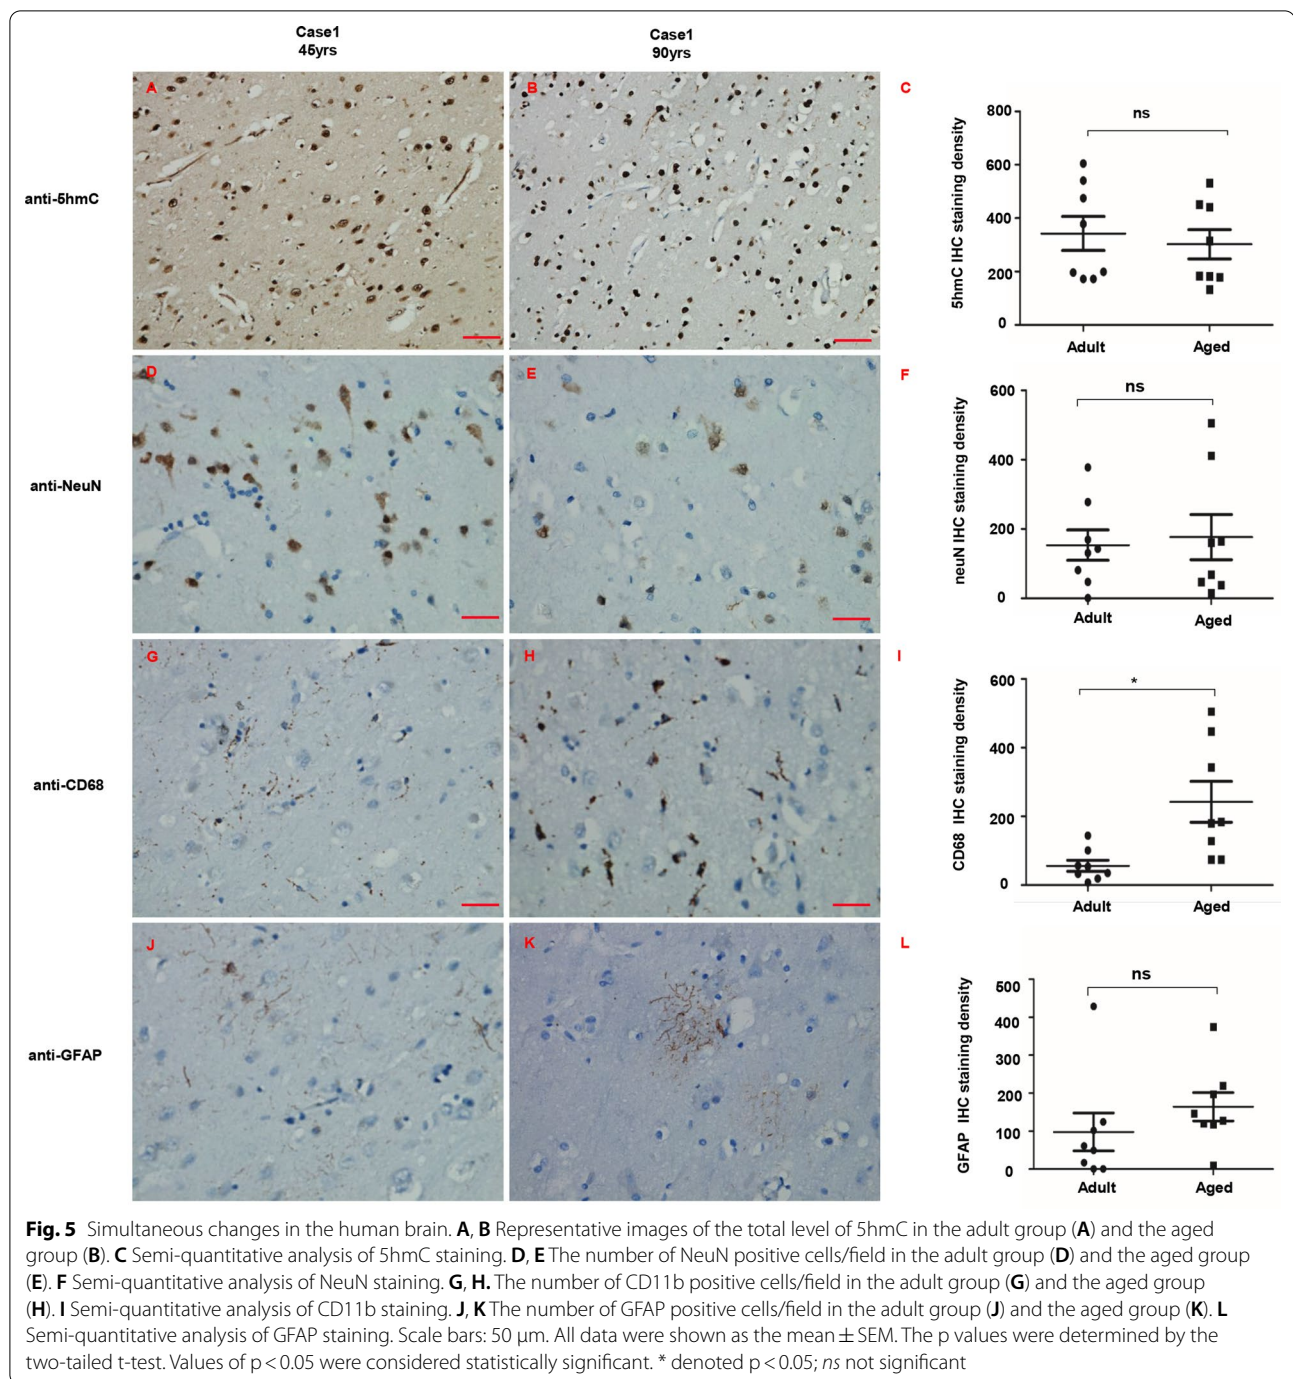 Case1
45yrs
Case1
90yrs
anti-5hmC
A
B
C
5hmC IHC staining density
800
600
400
200
0
ns
Adult
Aged
anti-NeuN
D
E
F
neuN IHC staining density
600
400
200
0
ns
Adult
Aged
anti-CD68
G
H
I
CD68 IHC staining density
600
400
200
0
*
Adult
Aged
anti-GFAP
J
K
L
GFAP IHC staining density
500
400
300
200
100
0
ns
Adult
Aged
Fig. 5 Simultaneous changes in the human brain. A, B Representative images of the total level of 5hmC in the adult group (A) and the aged
group (B). C Semi-quantitative analysis of 5hmC staining. D, E The number of NeuN positive cells/field in the adult group (D) and the aged group
(E). F Semi-quantitative analysis of NeuN staining. G, H. The number of CD11b positive cells/field in the adult group (G) and the aged group
(H). I Semi-quantitative analysis of CD11b staining. J, K The number of GFAP positive cells/field in the adult group (J) and the aged group (K). L
Semi-quantitative analysis of GFAP staining. Scale bars: 50 µm. All data were shown as the mean ± SEM. The p values were determined by the
two-tailed t-test. Values of p < 0.05 were considered statistically significant. * denoted p < 0.05; ns not significant